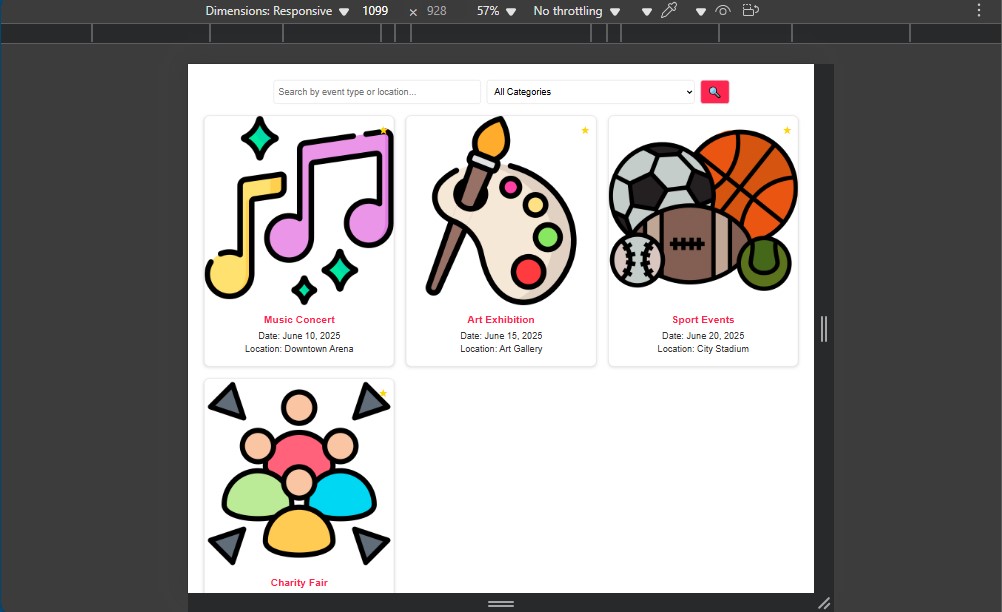 Dimensions: Responsive 1099 × 928 57% No throttling
Search by event type or location... All Categories
Music Concert
Date: June 10, 2025
Location: Downtown Arena
Art Exhibition
Date: June 15, 2025
Location: Art Gallery
Sport Events
Date: June 20, 2025
Location: City Stadium
Charity Fair